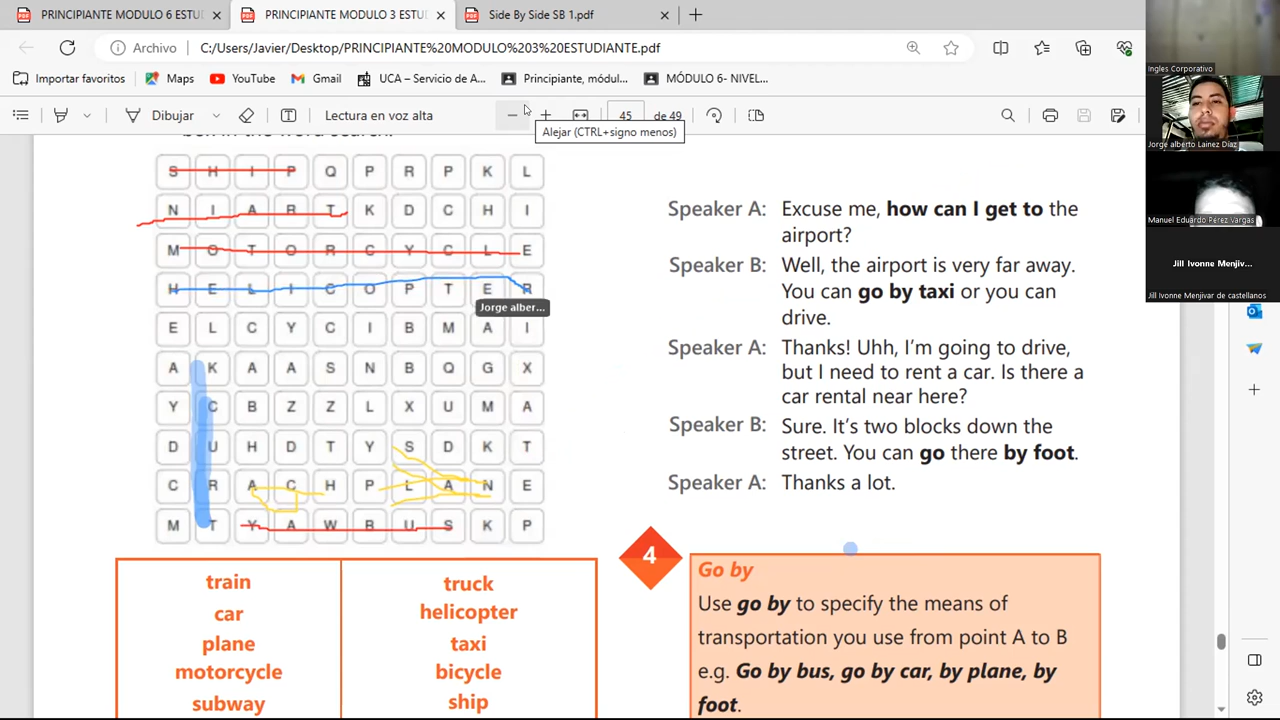 PRINCIPIANTE MODULO 6 ESTUD
PRINCIPIANTE MODULO 3 ESTUD
Side By Side SB 1.pdf
Archivo
C:/Users/Javier/Desktop/PRINCIPIANTE%20MODULO%203%20ESTUDIANTE.pdf
Importar favoritos
Maps
YouTube
Gmail
UCA – Servicio de A...
Principiante, módul...
MÓDULO 6- NIVEL...
Dibujar
Lectura en voz alta
45
de 49
Alejar (CTRL+signo menos)
S H I P Q P R P K L
N I A R T K D C H I
M O T O R C Y C L E
H E L I C O P T E R
Jorge alber...
E L C Y C I B M A I
A K A A S N B Q G X
Y C B Z Z L X U M A
D U H D T Y S D K T
C R A C H P L A N E
M T Y A W B U S K P
train
car
plane
motorcycle
subway
truck
helicopter
taxi
bicycle
ship
Speaker A: Excuse me, how can I get to the
airport?
Speaker B: Well, the airport is very far away.
You can go by taxi or you can
drive.
Speaker A: Thanks! Uhh, I'm going to drive,
but I need to rent a car. Is there a
car rental near here?
Speaker B: Sure. It's two blocks down the
street. You can go there by foot.
Speaker A: Thanks a lot.
4
Go by
Use go by to specify the means of
transportation you use from point A to B
e.g. Go by bus, go by car, by plane, by
foot.
Ingles Corporativo
Jorge alberto Lainez Diaz
Manuel Eduardo Pérez Vargas
Jill Ivonne Menjiv...
Jill Ivonne Menjivar de castellanos